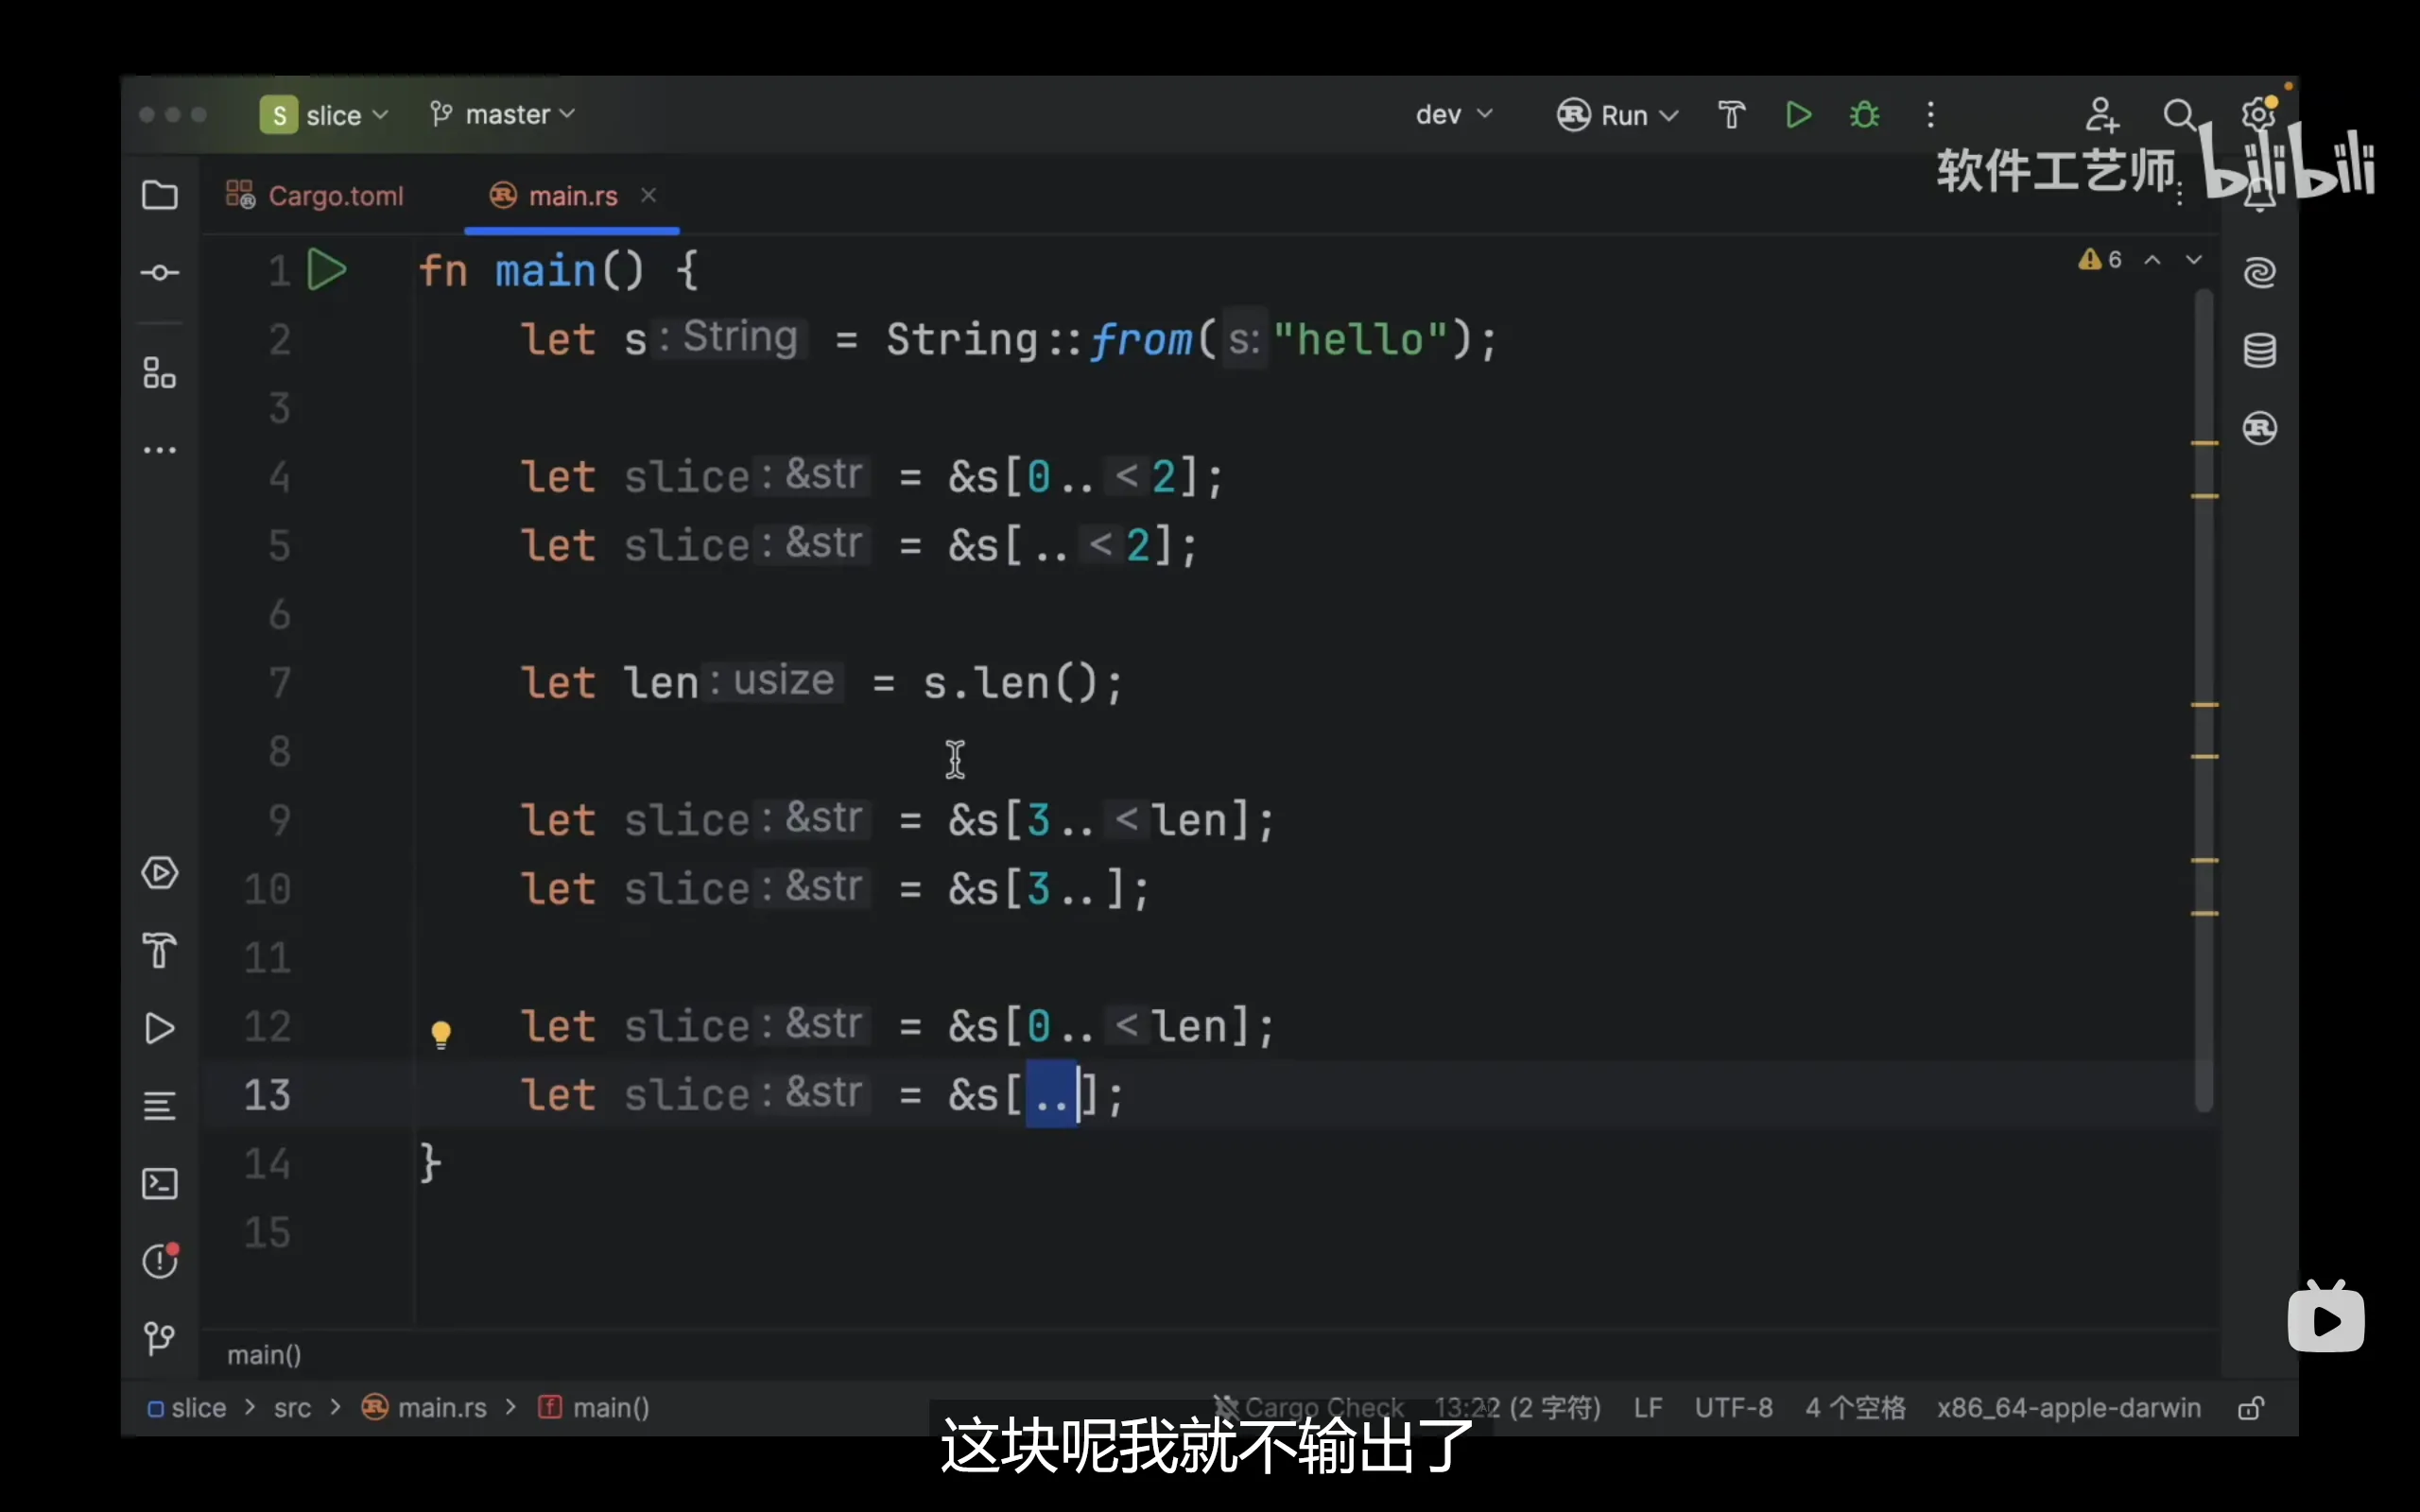 S slice master dev Run
软件工艺师 bilibili
Cargo.toml main.rs
6
1 fn main() {
2 let s: String = String::from(s: "hello");
3
4 let slice: &str = &s[0..<2];
5 let slice: &str = &s[..<2];
6
7 let len: usize = s.len();
8
9 let slice: &str = &s[3..<len];
10 let slice: &str = &s[3..];
11
12 let slice: &str = &s[0..<len];
13 let slice: &str = &s[..];
14 }
15
main()
slice > src > main.rs > main() Cargo Check 13:22 (2 字符) LF UTF-8 4 个空格 x86_64-apple-darwin
这块呢我就不输出了